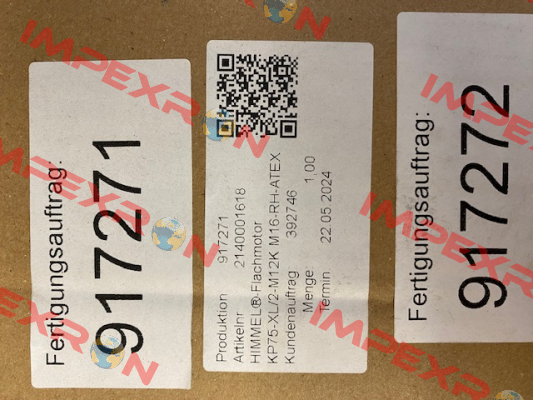 Fertigungsauftrag:
917271
Produktion 917271
Artikelnr 2140001618
HIMMEL®-Flachmotor
KP75-XL/2-M12K M16-RH-ATEX
Kundenauftrag 392746
Menge 1,00
Termin 22.05.2024
Fertigungsauftrag:
917272
IMPEXRON
IMPEXRON
IMPEXRON
IMPEXRON
IMPEXRON